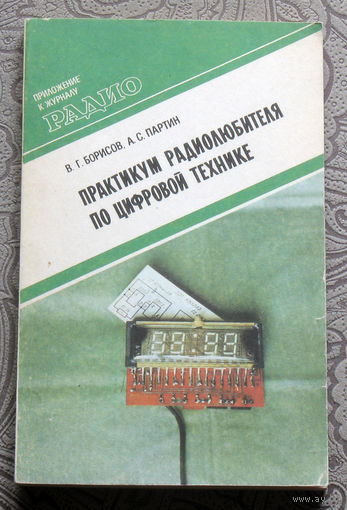 ПРИЛОЖЕНИЕ
К ЖУРНАЛУ
РАДИО
В. Г. БОРИСОВ, А. С. ПАРТИН
ПРАКТИКУМ РАДИОЛЮБИТЕЛЯ
ПО ЦИФРОВОЙ ТЕХНИКЕ